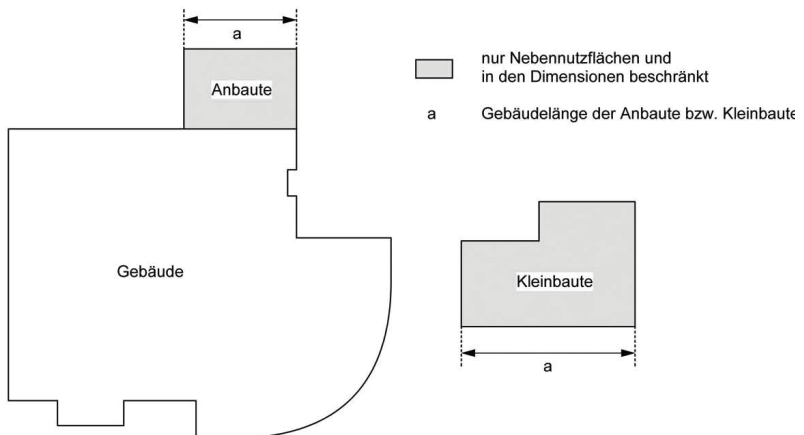 a
Anbaute
nur Nebennutzflächen und
in den Dimensionen beschränkt
a Gebäudelänge der Anbaute bzw. Kleinbaute
Gebäude
Kleinbaute
a